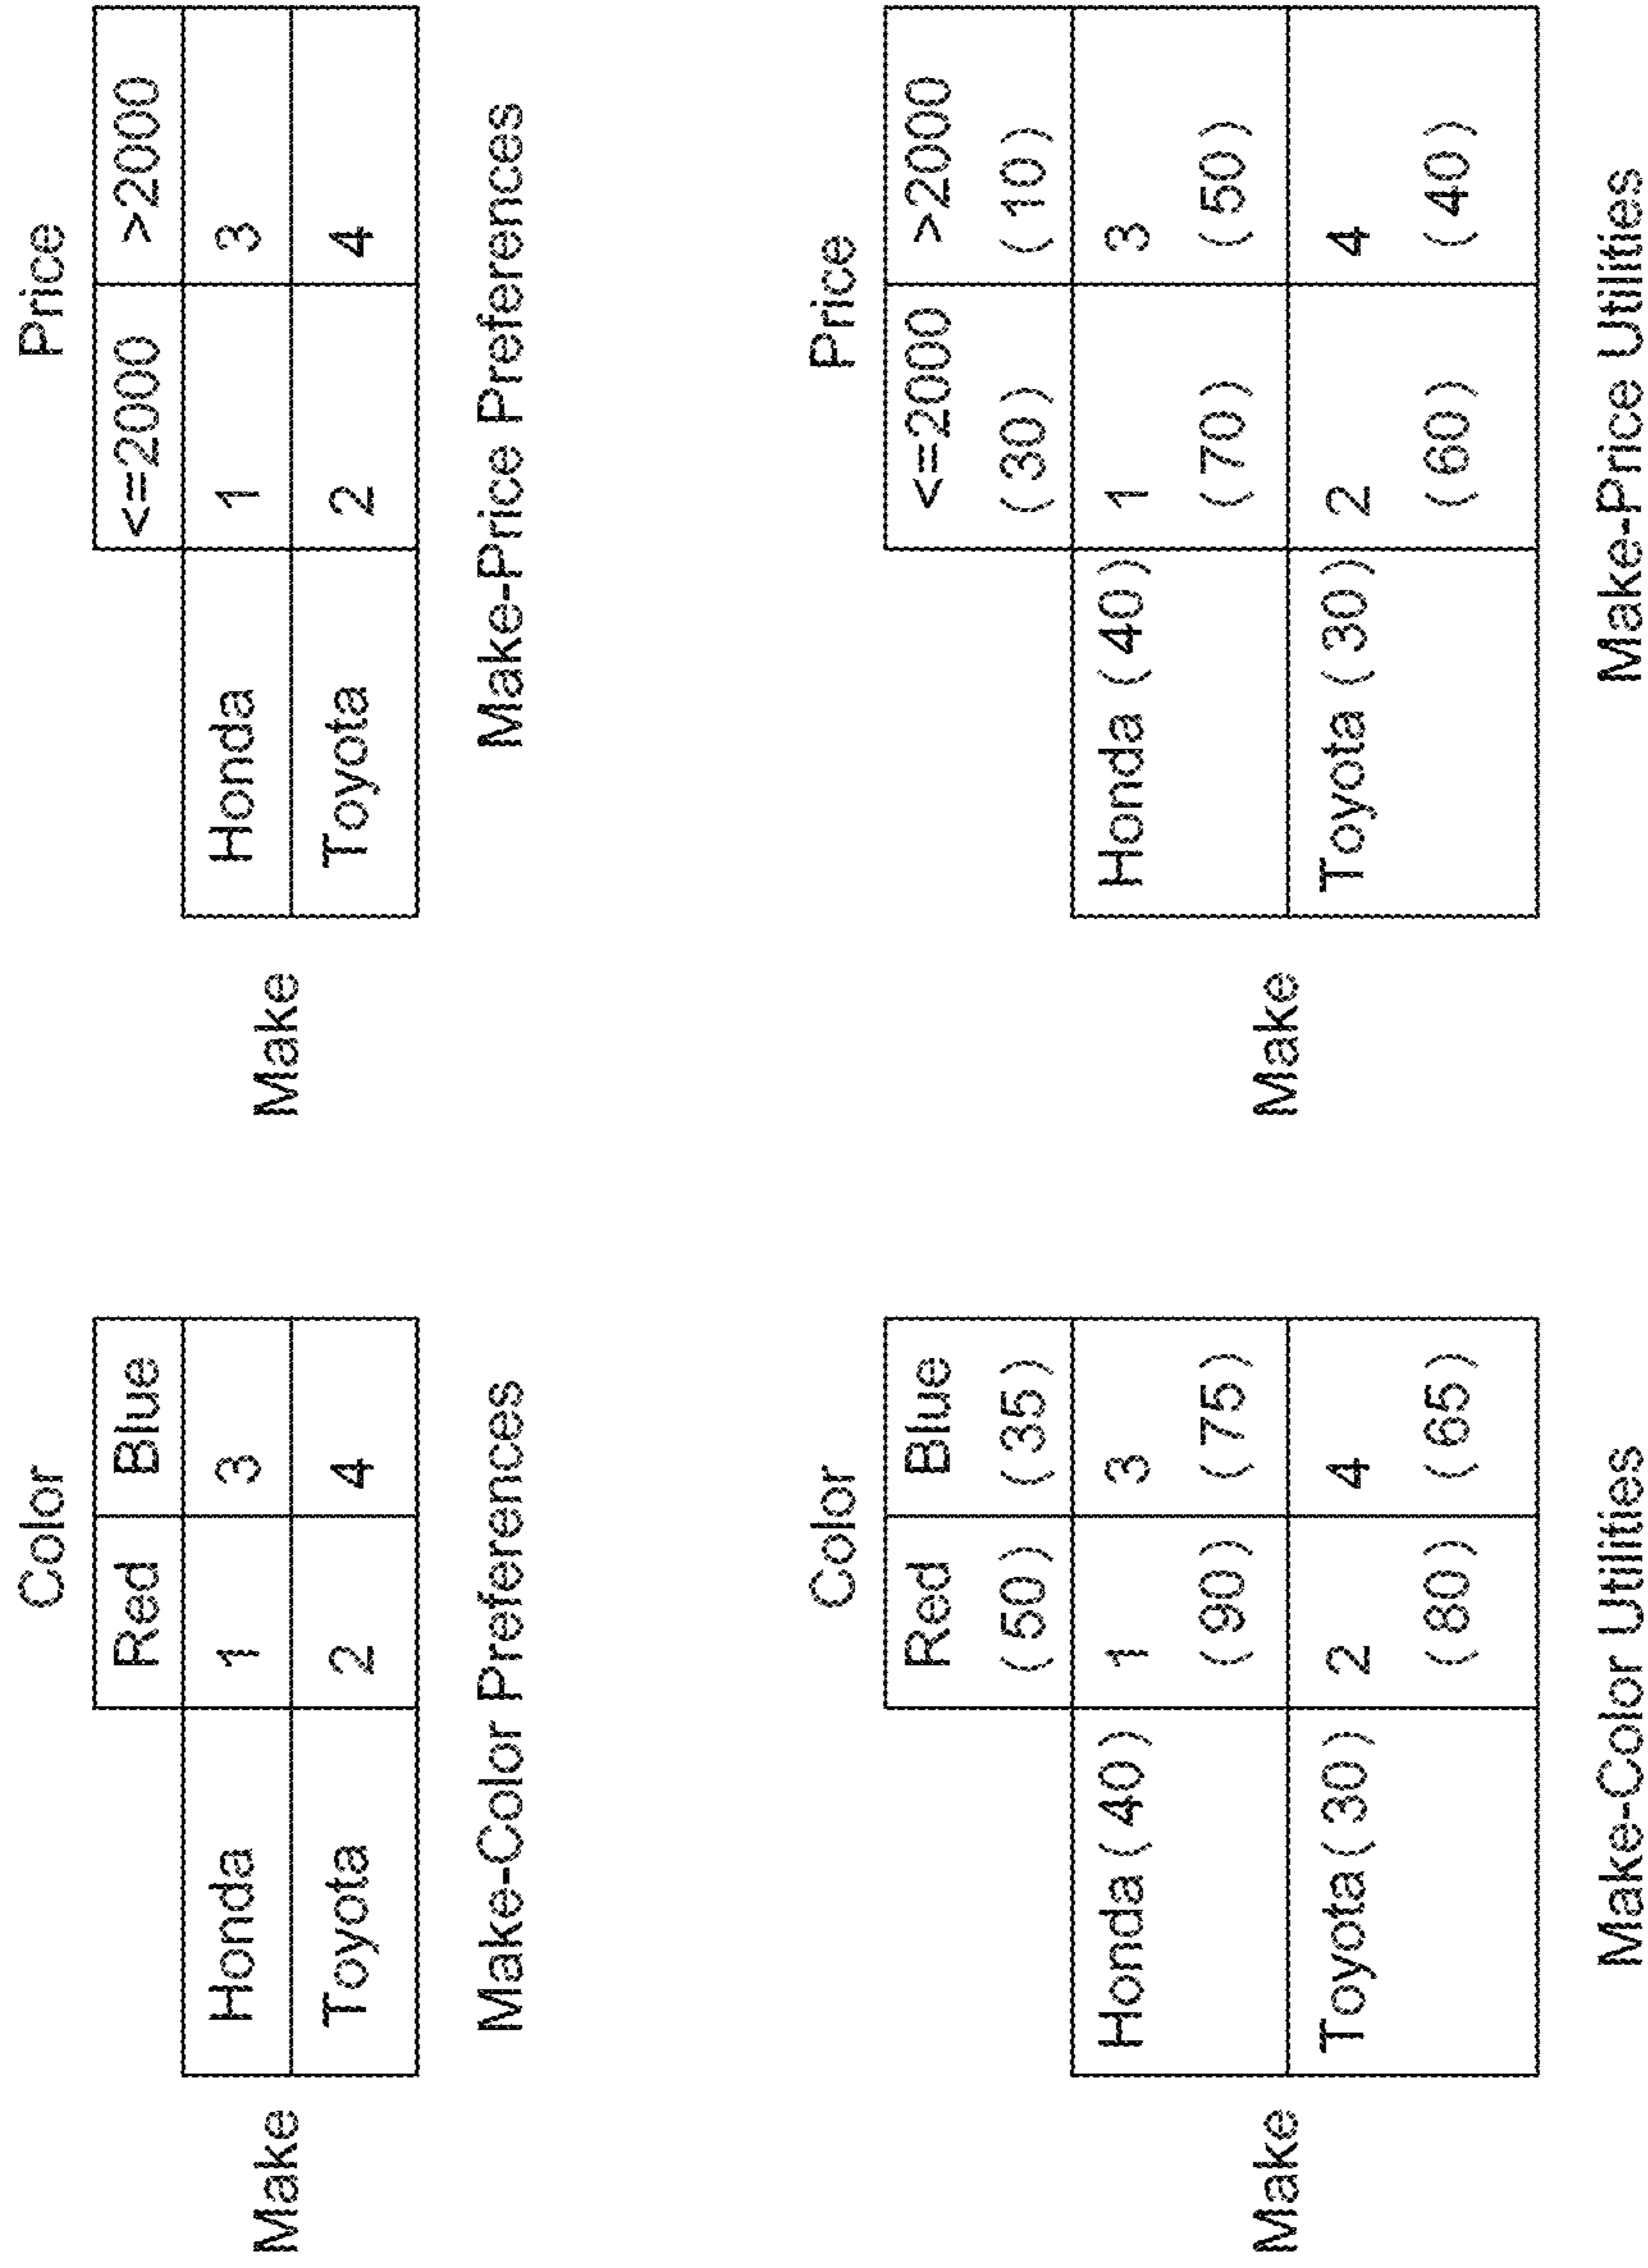 Color
Red Blue
Make
Honda 1 3
Toyota 2 4
Make-Color Preferences
Price
<=2000 >2000
Make
Honda 1 3
Toyota 2 4
Make-Price Preferences
Color
Red Blue
(50) (35)
Make
Honda (40) 1 3
(90) (75)
Toyota (30) 2 4
(80) (65)
Make-Color Utilities
Price
<=2000 >2000
(30) (10)
Make
Honda (40) 1 3
(70) (50)
Toyota (30) 2 4
(60) (40)
Make-Price Utilities